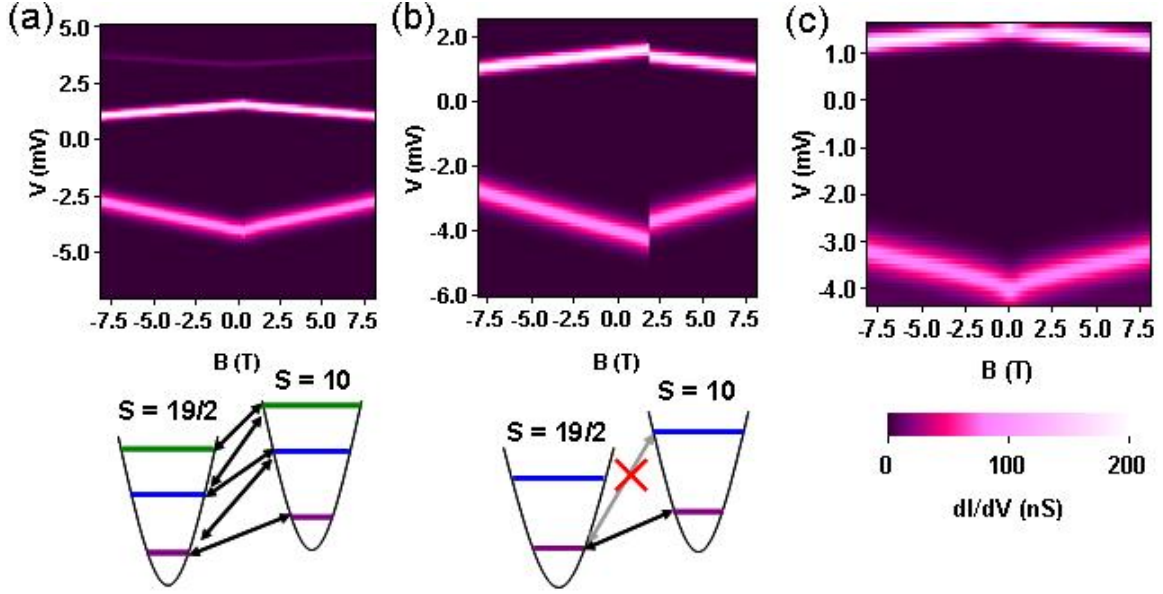 (a)
5.0
2.5
0.0
-2.5
-5.0
V (mV)
-7.5 -5.0 -2.5 0.0 2.5 5.0 7.5
B (T)
(b)
2.0
0.0
-2.0
-4.0
-6.0
V (mV)
-7.5 -5.0 -2.5 0.0 2.5 5.0 7.5
B (T)
(c)
1.0
0.0
-1.0
-2.0
-3.0
-4.0
V (mV)
-7.5 -5.0 -2.5 0.0 2.5 5.0 7.5
B (T)
S = 19/2
S = 10
S = 19/2
S = 10
0 100 200
dI/dV (nS)